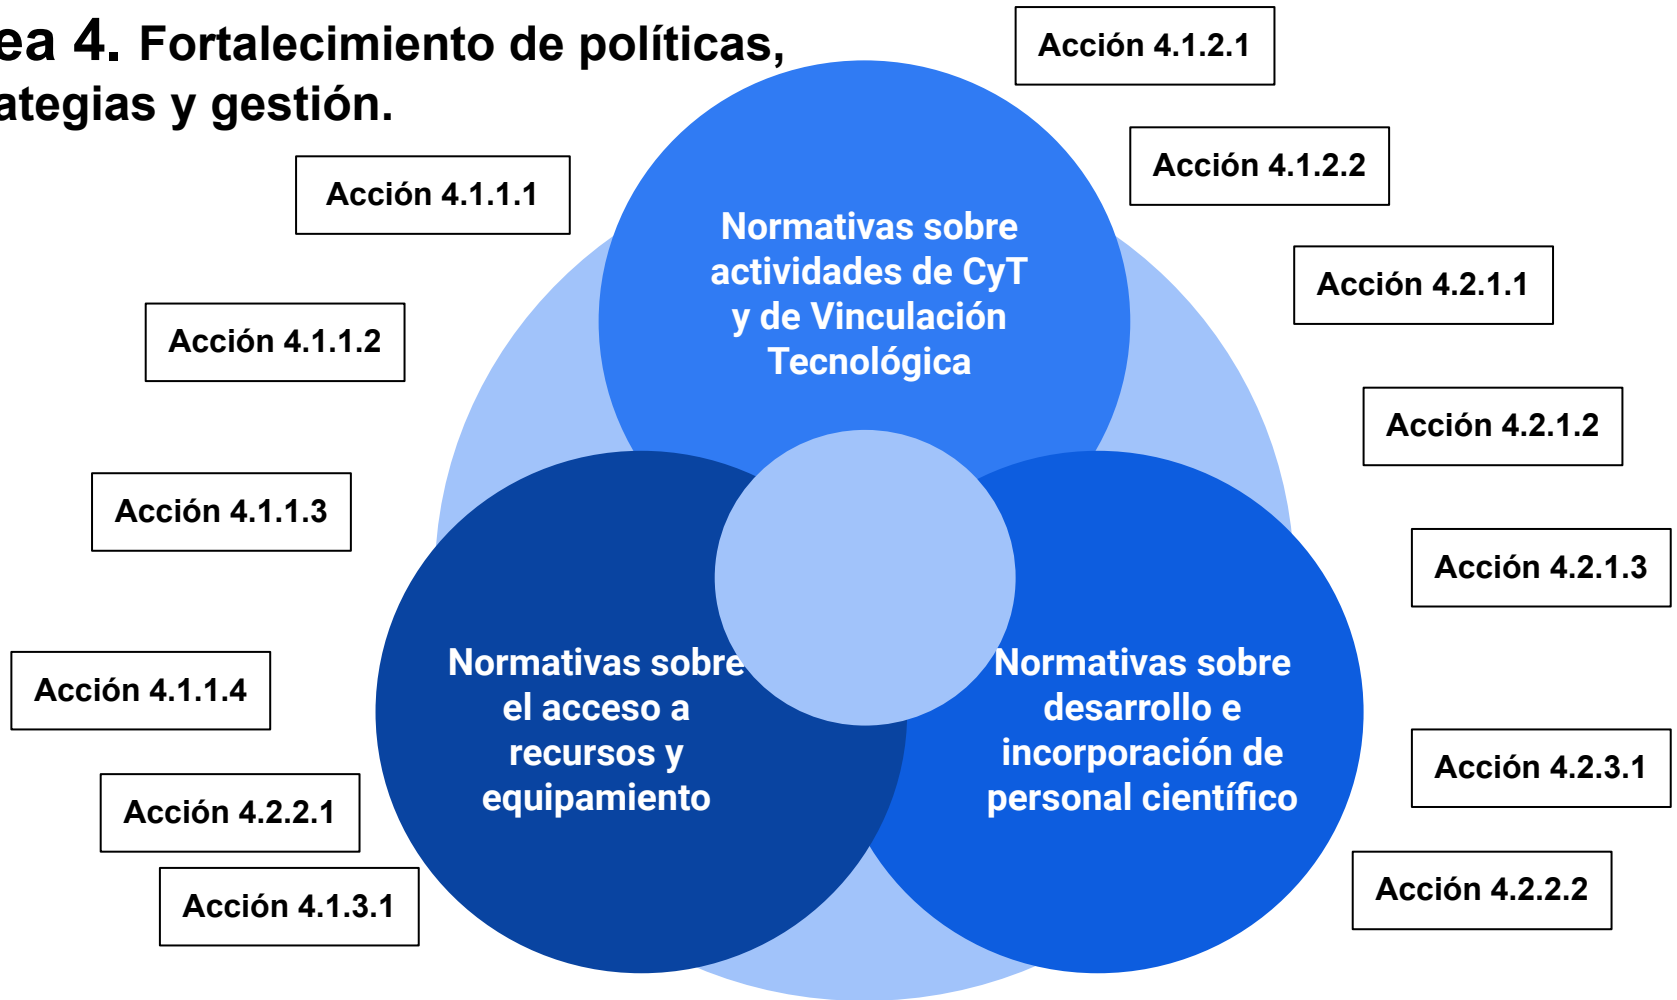 ea 4. Fortalecimiento de políticas,
ategias y gestión.
Acción 4.1.2.1
Acción 4.1.2.2
Acción 4.1.1.1
Normativas sobre
actividades de CyT
y de Vinculación
Tecnológica
Acción 4.2.1.1
Acción 4.1.1.2
Acción 4.2.1.2
Acción 4.1.1.3
Acción 4.2.1.3
Acción 4.1.1.4
Normativas sobre
el acceso a
recursos y
equipamiento
Normativas sobre
desarrollo e
incorporación de
personal científico
Acción 4.2.3.1
Acción 4.2.2.1
Acción 4.2.2.2
Acción 4.1.3.1